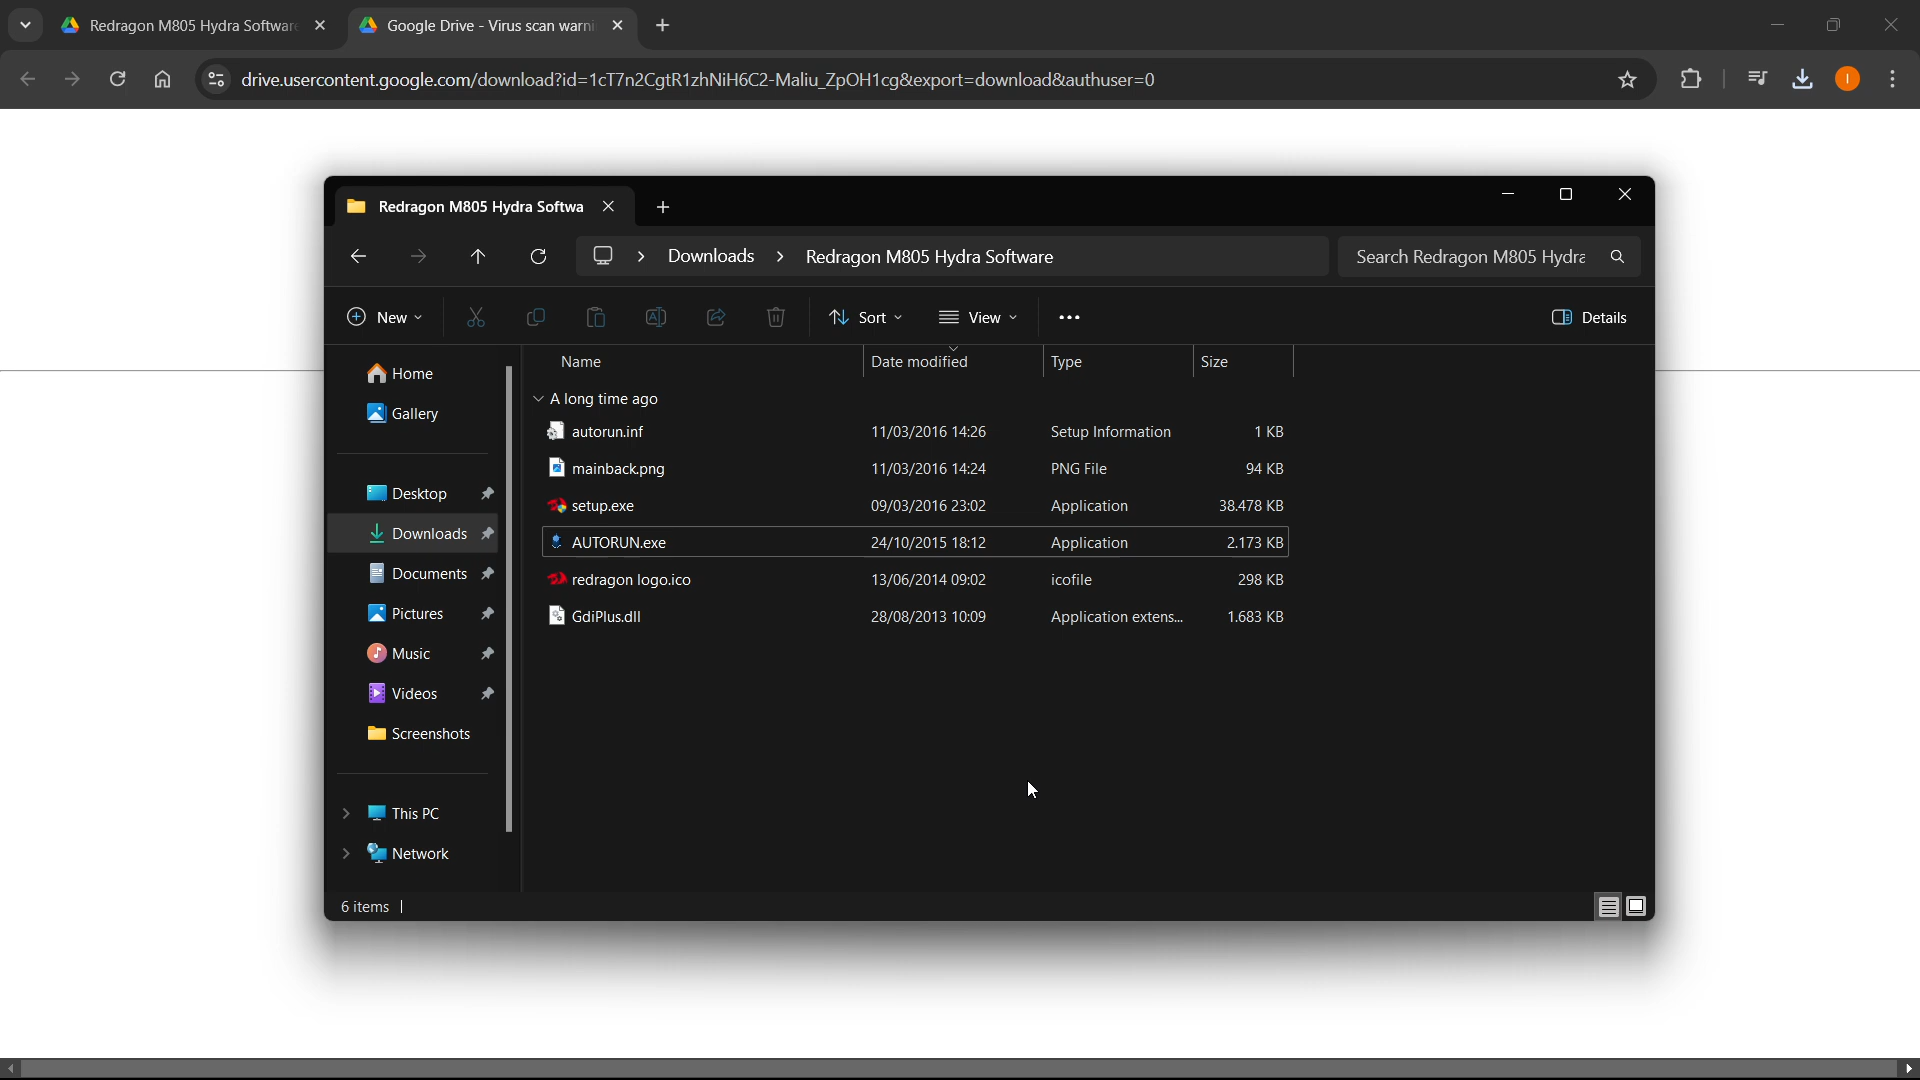 Redragon M805 Hydra Software
Google Drive - Virus scan warni
drive.usercontent.google.com/download?id=1cT7n2CgtR1zhNiH6C2-Maliu_ZpOH1cg&export=download&authuser=0
I
Redragon M805 Hydra Softwa
Downloads
Redragon M805 Hydra Software
Search Redragon M805 Hydra
New
Sort
View
Details
Name
Date modified
Type
Size
Home
Gallery
Desktop
Downloads
Documents
Pictures
Music
Videos
Screenshots
This PC
Network
A long time ago
autorun.inf 11/03/2016 14:26 Setup Information 1 KB
mainback.png 11/03/2016 14:24 PNG File 94 KB
setup.exe 09/03/2016 23:02 Application 38.478 KB
AUTORUN.exe 24/10/2015 18:12 Application 2.173 KB
redragon logo.ico 13/06/2014 09:02 icofile 298 KB
GdiPlus.dll 28/08/2013 10:09 Application extens... 1.683 KB
6 items